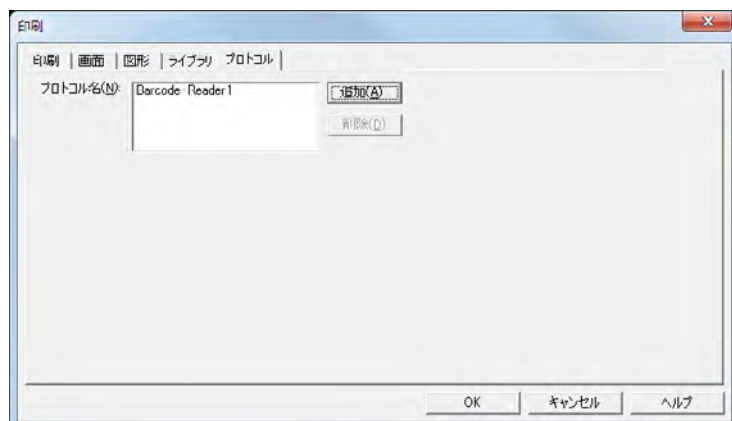 印刷
印刷 画面 図形 ライブラリ プロトコル
プロトコル名(N): Barcode Reader1 追加(A)
削除(D)
OK キャンセル ヘルプ